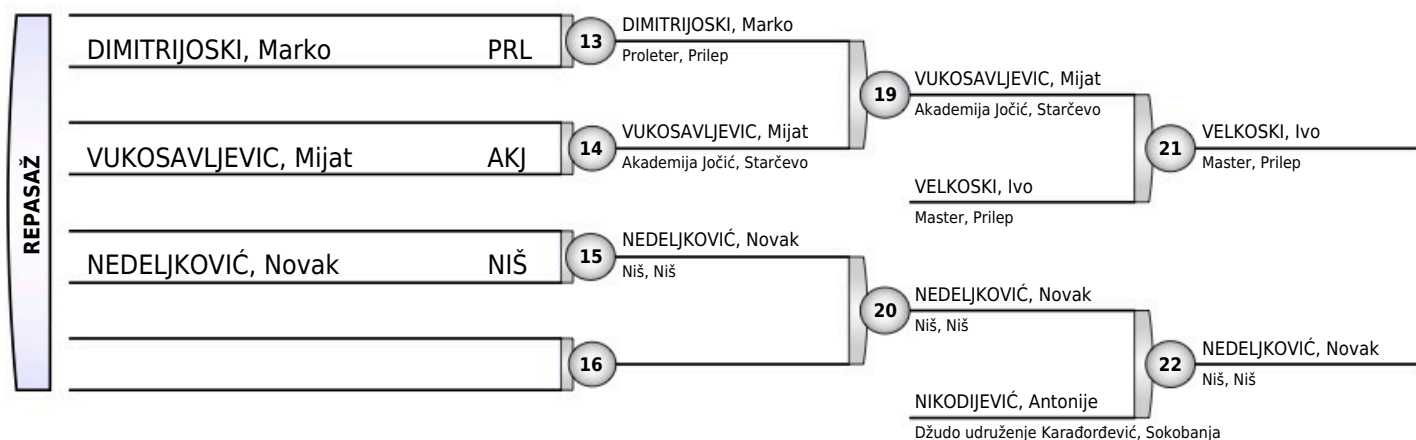 REPASAŽ
DIMITRIJOSKI, Marko PRL
VUKOSAVLJEVIC, Mijat AKJ
NEDELJKOVIĆ, Novak NIŠ
13
DIMITRIJOSKI, Marko
Proleter, Prilep
14
VUKOSAVLJEVIC, Mijat
Akademija Jočić, Starčevo
15
NEDELJKOVIĆ, Novak
Niš, Niš
16
19
VUKOSAVLJEVIC, Mijat
Akademija Jočić, Starčevo
VELKOSKI, Ivo
Master, Prilep
20
NEDELJKOVIĆ, Novak
Niš, Niš
NIKODIJEVIĆ, Antonije
Džudo udruženje Karađorđević, Sokobanja
21
VELKOSKI, Ivo
Master, Prilep
22
NEDELJKOVIĆ, Novak
Niš, Niš